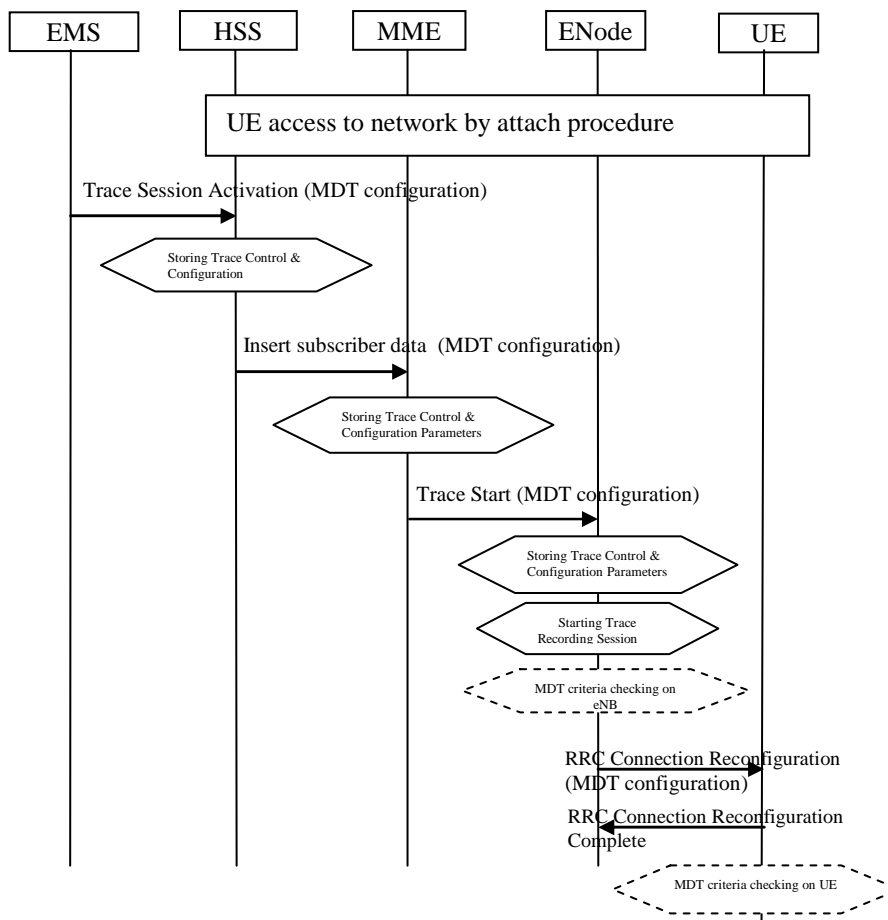 EMS
HSS
MME
ENode
UE
UE access to network by attach procedure
Trace Session Activation (MDT configuration)
Storing Trace Control &
Configuration
Insert subscriber data (MDT configuration)
Storing Trace Control &
Configuration Parameters
Trace Start (MDT configuration)
Storing Trace Control &
Configuration Parameters
Starting Trace
Recording Session
MDT criteria checking on
eNB
RRC Connection Reconfiguration
(MDT configuration)
RRC Connection Reconfiguration
Complete
MDT criteria checking on UE